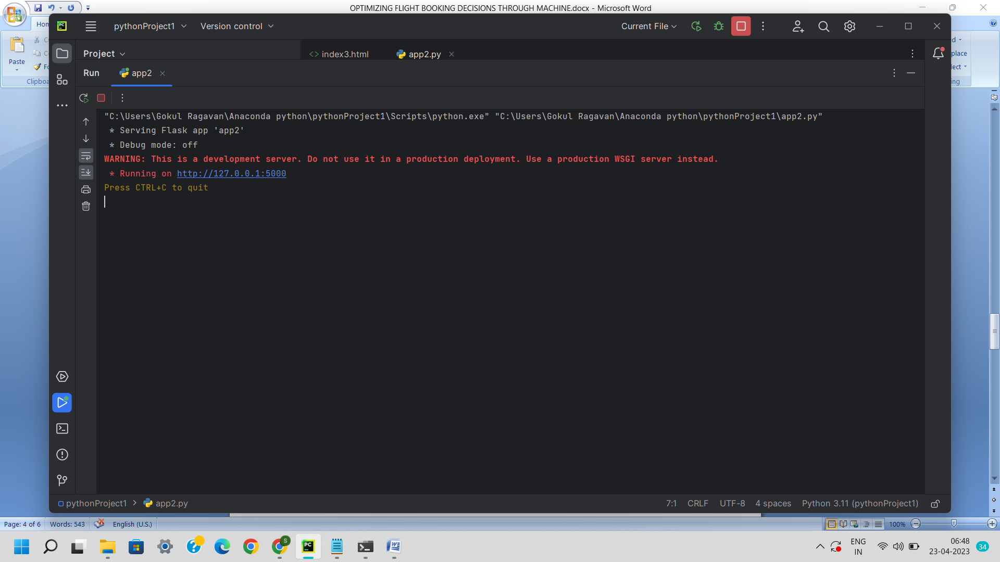 OPTIMIZING FLIGHT BOOKING DECISIONS THROUGH MACHINE.docx - Microsoft Word
PC
pythonProject1
Version control
Current File
Paste
Project
index3.html
app2.py
Run
app2
"C:\Users\Gokul Ragavan\Anaconda python\pythonProject1\Scripts\python.exe" "C:\Users\Gokul Ragavan\Anaconda python\pythonProject1\app2.py"
* Serving Flask app 'app2'
* Debug mode: off
WARNING: This is a development server. Do not use it in a production deployment. Use a production WSGI server instead.
* Running on http://127.0.0.1:5000
Press CTRL+C to quit
pythonProject1 > app2.py
7:1 CRLF UTF-8 4 spaces Python 3.11 (pythonProject1)
Page: 4 of 6 Words: 543 English (U.S.) 100%
S
PC
ENG
IN
06:48
23-04-2023
34